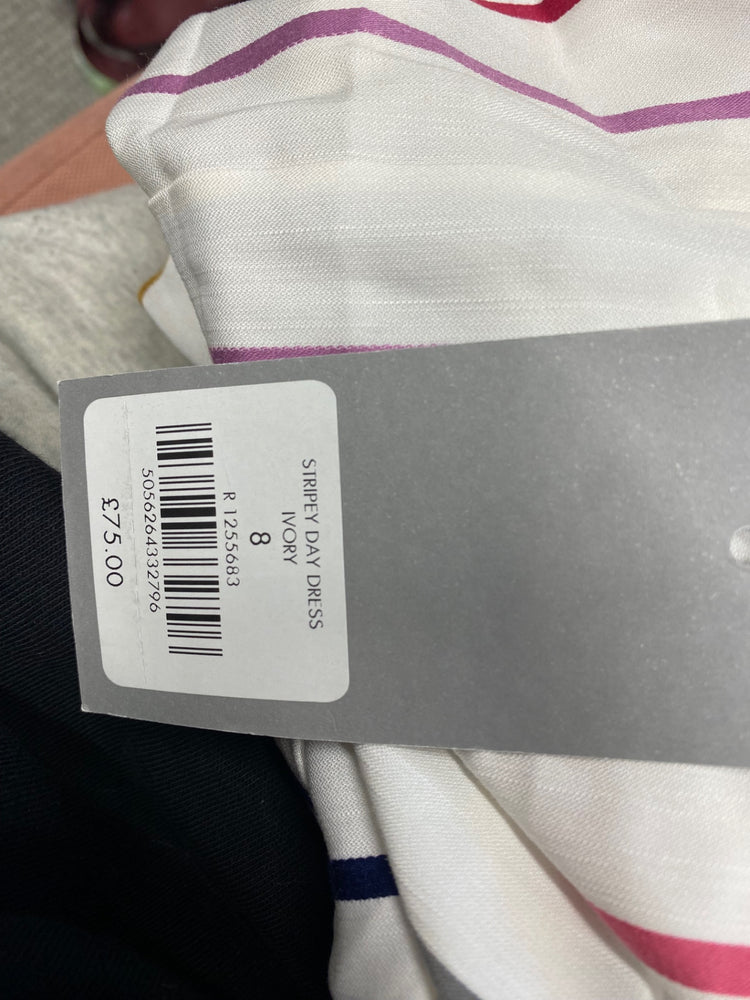 STRIPEY DAY DRESS
IVORY
8
R 1255683
5056264332796
£75.00